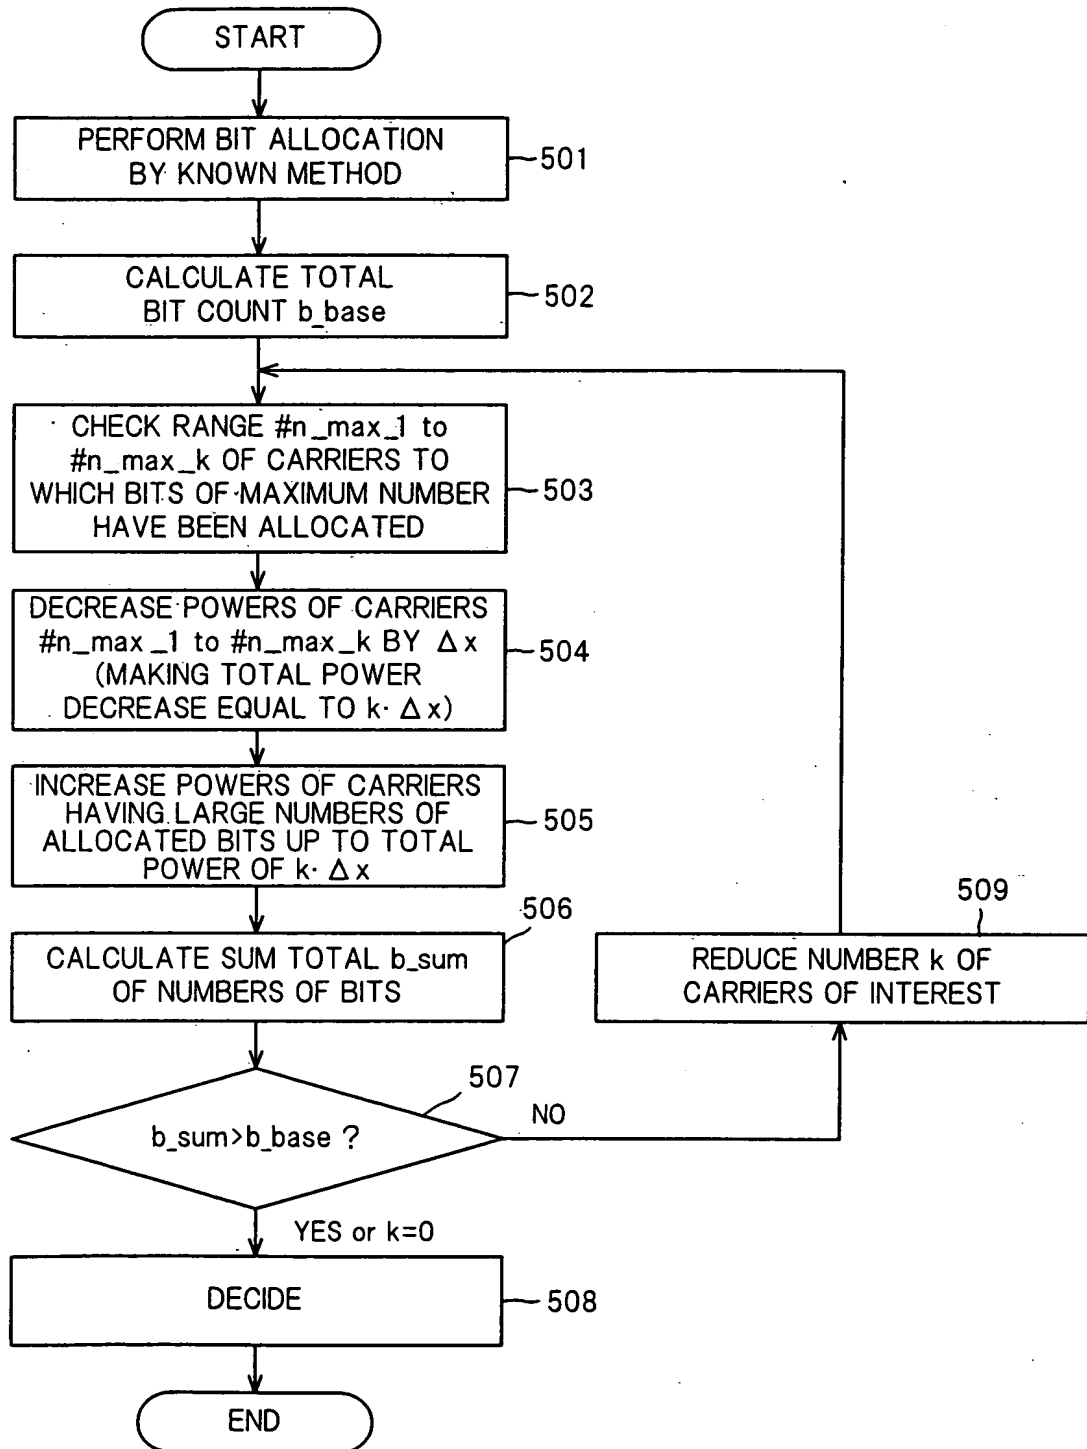 START
PERFORM BIT ALLOCATION
BY KNOWN METHOD
501
CALCULATE TOTAL
BIT COUNT b_base
502
CHECK RANGE #n_max_1 to
#n_max_k OF CARRIERS TO
WHICH BITS OF MAXIMUM NUMBER
HAVE BEEN ALLOCATED
503
DECREASE POWERS OF CARRIERS
#n_max_1 to #n_max_k BY Δx
(MAKING TOTAL POWER
DECREASE EQUAL TO k·Δx)
504
INCREASE POWERS OF CARRIERS
HAVING LARGE NUMBERS OF
ALLOCATED BITS UP TO TOTAL
POWER OF k·Δx
505
CALCULATE SUM TOTAL b_sum
OF NUMBERS OF BITS
506
b_sum>b_base ?
507
NO
REDUCE NUMBER k OF
CARRIERS OF INTEREST
509
YES or k=0
DECIDE
508
END